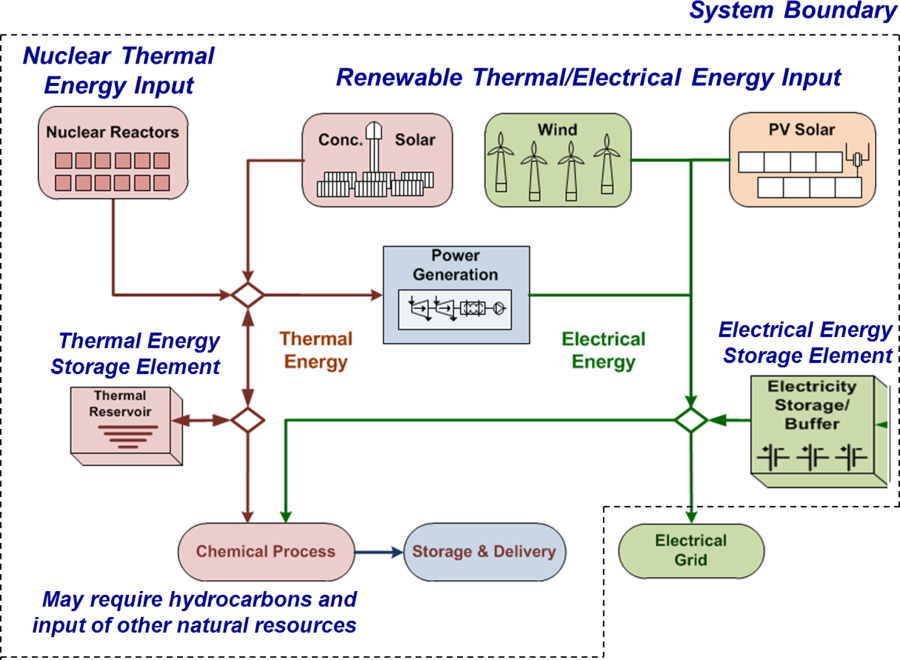 System Boundary
Nuclear Thermal
Energy Input
Renewable Thermal/Electrical Energy Input
Nuclear Reactors
Conc. Solar
Wind
PV Solar
Power
Generation
Thermal Energy
Storage Element
Thermal
Energy
Electrical
Energy
Electrical Energy
Storage Element
Thermal
Reservoir
Electricity
Storage/
Buffer
Chemical Process
Storage & Delivery
Electrical
Grid
May require hydrocarbons and
input of other natural resources